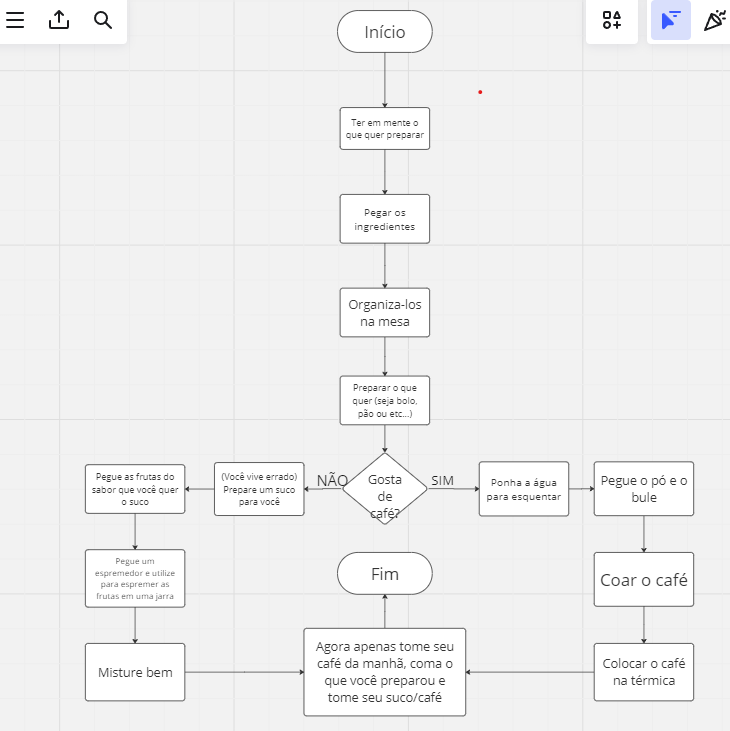 Início
Ter em mente o
que quer preparar
Pegar os
ingredientes
Organiza-los
na mesa
Preparar o que
quer (seja bolo,
pão ou etc...)
Gosta
de
café?
NÃO
(Você vive errado)
Prepare um suco
para você
Pegue as frutas do
sabor que você quer
o suco
Pegue um
espremedor e utilize
para espremer as
frutas em uma jarra
Misture bem
SIM
Ponha a água
para esquentar
Pegue o pó e o
bule
Coar o café
Colocar o café
na térmica
Agora apenas tome seu
café da manhã, coma o
que você preparou e
tome seu suco/café
Fim